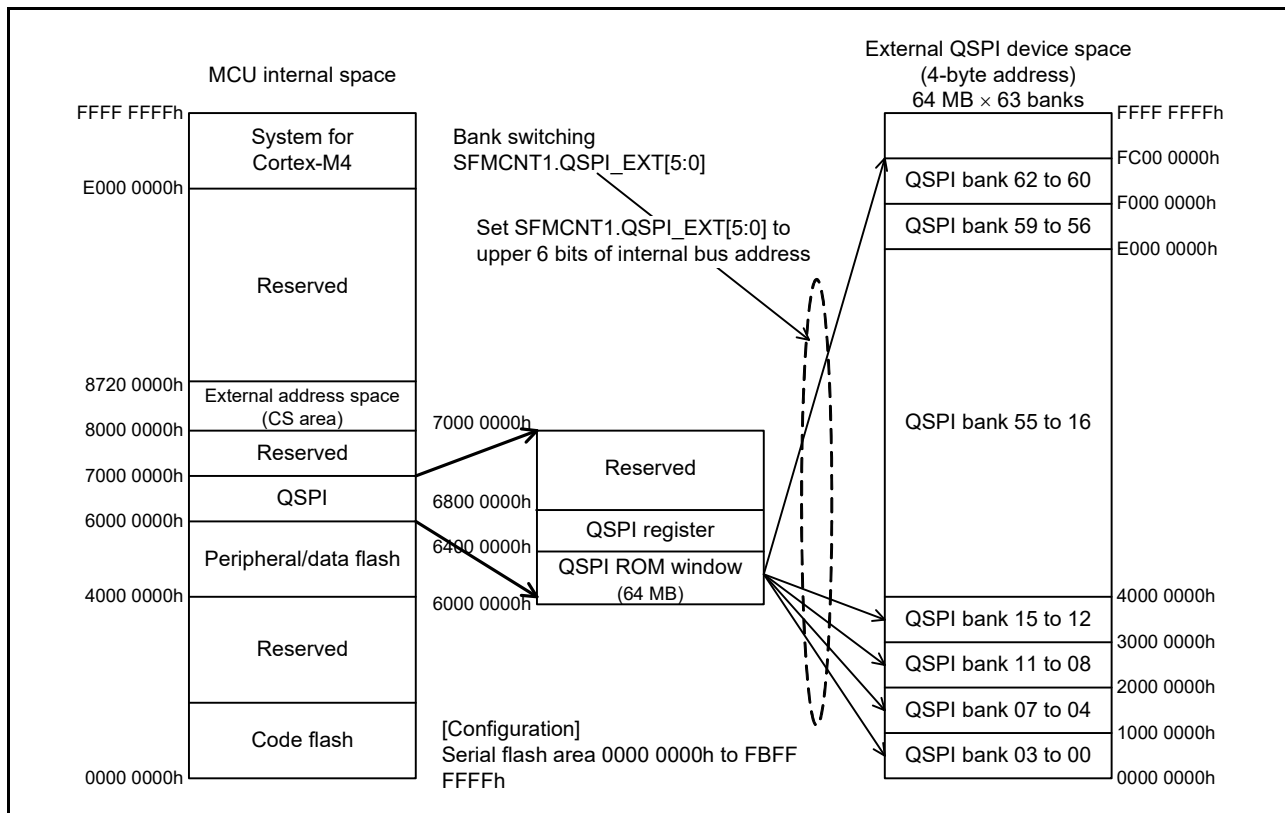 MCU internal space
FFFF FFFFh
System for
Cortex-M4
E000 0000h
Reserved
8720 0000h
External address space
(CS area)
8000 0000h
Reserved
7000 0000h
QSPI
6000 0000h
Peripheral/data flash
4000 0000h
Reserved
Code flash
0000 0000h
Bank switching
SFMCNT1.QSPI_EXT[5:0]
Set SFMCNT1.QSPI_EXT[5:0] to
upper 6 bits of internal bus address
7000 0000h
Reserved
6800 0000h
QSPI register
6400 0000h
QSPI ROM window
(64 MB)
6000 0000h
[Configuration]
Serial flash area 0000 0000h to FBFF
FFFFh
External QSPI device space
(4-byte address)
64 MB × 63 banks
FFFF FFFFh
FC00 0000h
QSPI bank 62 to 60
F000 0000h
QSPI bank 59 to 56
E000 0000h
QSPI bank 55 to 16
4000 0000h
QSPI bank 15 to 12
3000 0000h
QSPI bank 11 to 08
2000 0000h
QSPI bank 07 to 04
1000 0000h
QSPI bank 03 to 00
0000 0000h